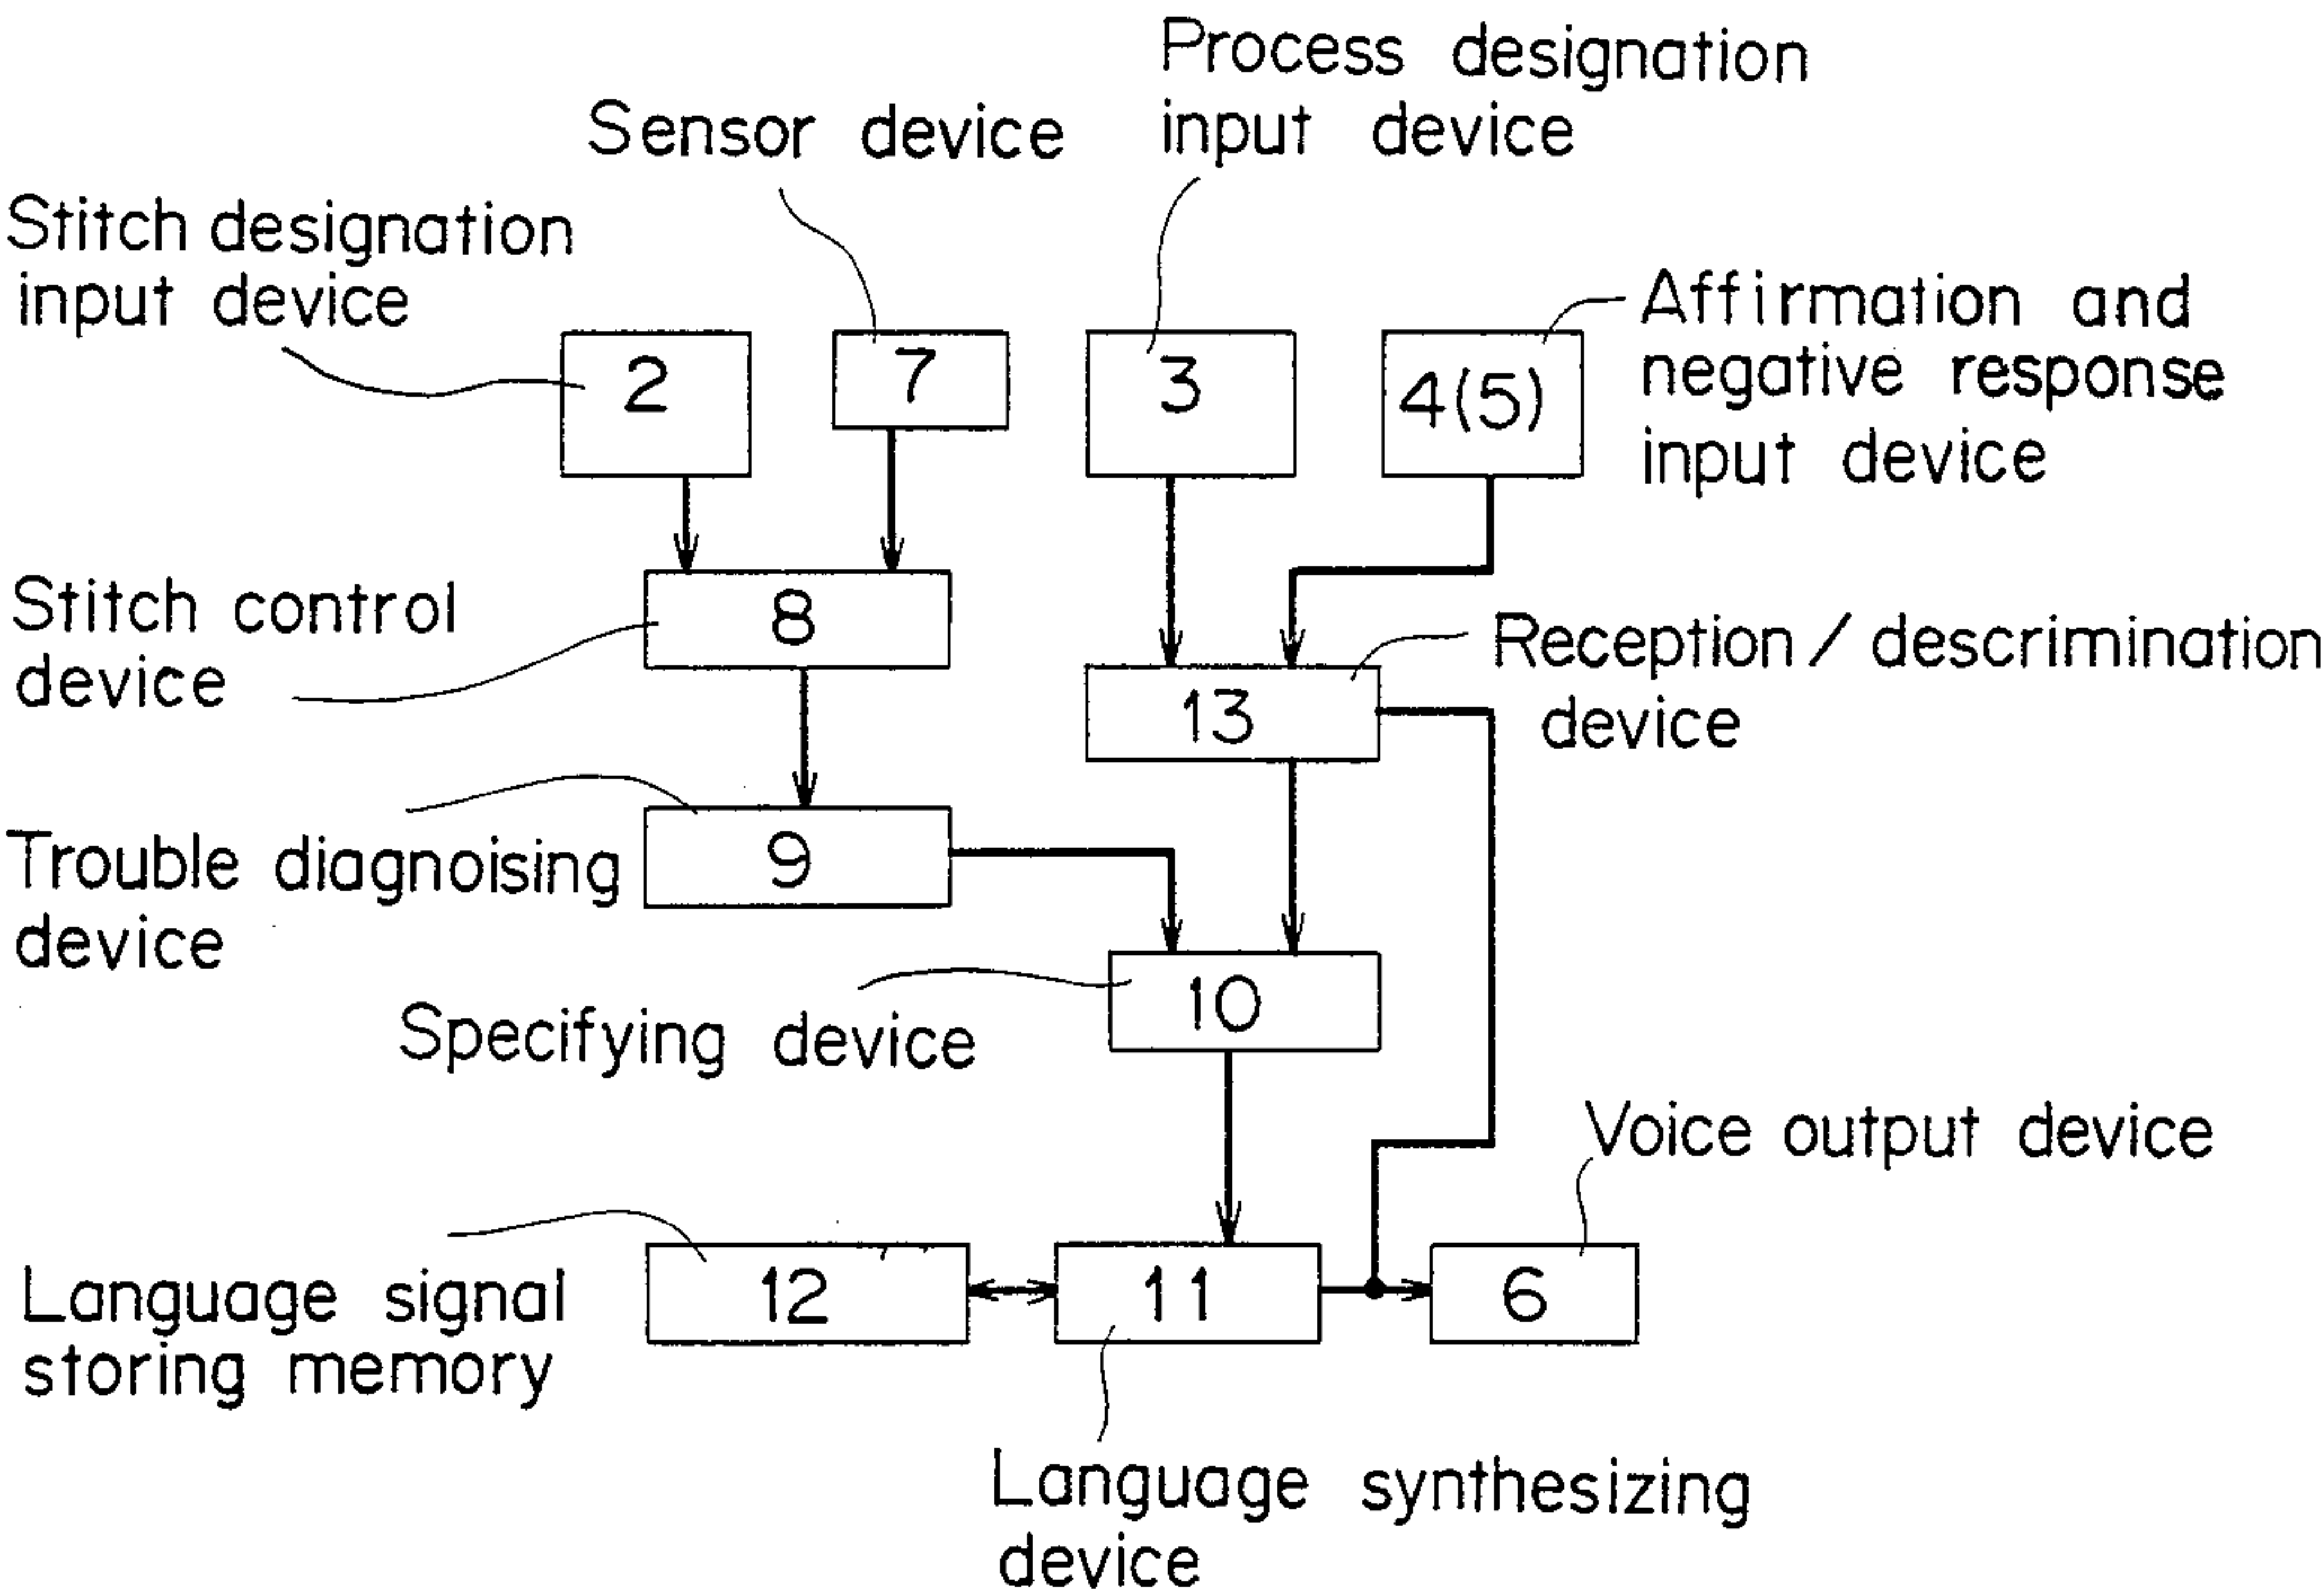 Process designation
input device
Sensor device
Stitch designation
input device
Affirmation and
negative response
input device
2
7
3
4(5)
Stitch control
device
8
Reception / descrimination
device
13
Trouble diagnoising
device
9
10
Specifying device
Voice output device
Language signal
storing memory
12
11
6
Language synthesizing
device